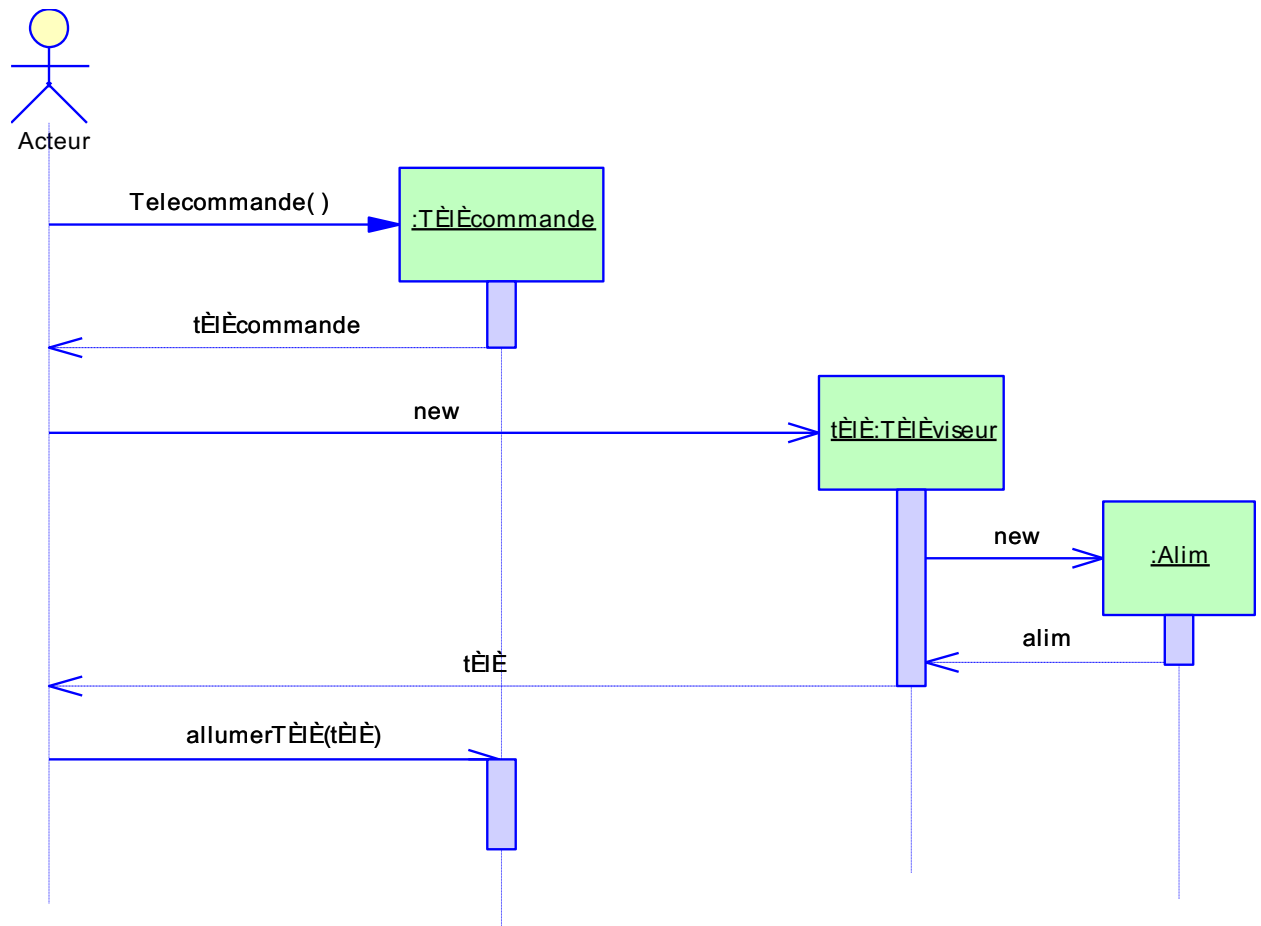 Acteur
Telecommande( )
:TÈlÈcommande
tÈlÈcommande
new
tÈlÈ:TÈlÈviseur
new
:Alim
alim
tÈlÈ
allumerTÈlÈ(tÈlÈ)